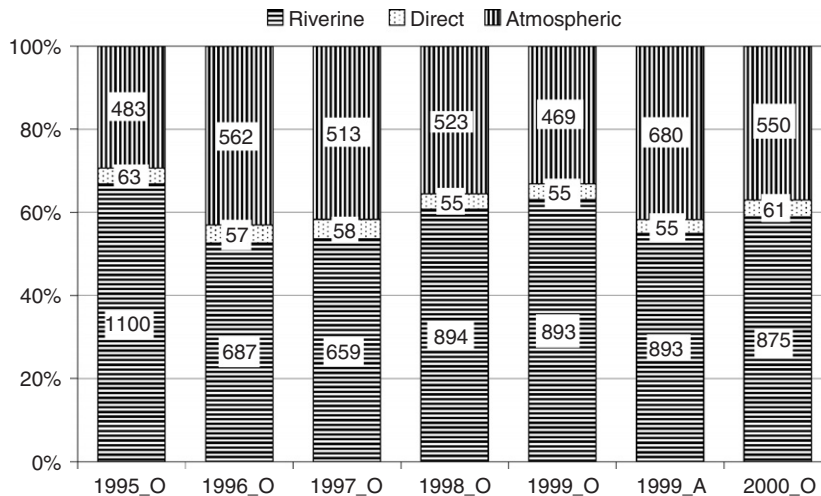 Riverine Direct Atmospheric
100%
80%
60%
40%
20%
0%
483 562 513 523 469 680 550
63 57 58 55 55 55 61
1100 687 659 894 893 893 875
1995_O 1996_O 1997_O 1998_O 1999_O 1999_A 2000_O